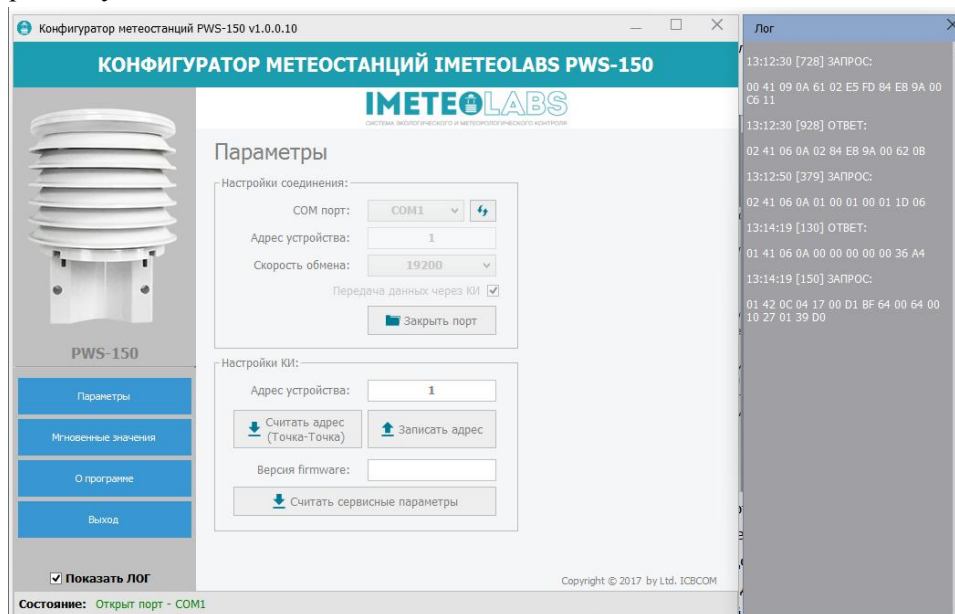 Конфигуратор метеостанций PWS-150 v1.0.0.10
КОНФИГУРАТОР МЕТЕОСТАНЦИЙ IMETEOLABS PWS-150
IMETEOLABS
СИСТЕМА ЭКОЛОГИЧЕСКОГО И МЕТЕОРОЛОГИЧЕСКОГО КОНТРОЛЯ
PWS-150
Параметры
Мгновенные значения
О программе
Выход
Показать ЛОГ
Параметры
Настройки соединения:
COM порт: COM1
Адрес устройства: 1
Скорость обмена: 19200
Передача данных через КИ
Закрыть порт
Настройки КИ:
Адрес устройства: 1
Считать адрес
(Точка-Точка)
Записать адрес
Версия firmware:
Считать сервисные параметры
Copyright © 2017 by Ltd. ICBCOM
Состояние: Открыт порт - COM1
Лог
13:12:30 [728] ЗАПРОС:
00 41 09 0A 61 02 E5 FD 84 E8 9A 00
C6 11
13:12:30 [928] ОТВЕТ:
02 41 06 0A 02 84 E8 9A 00 62 0B
13:12:50 [379] ЗАПРОС:
02 41 06 0A 01 00 01 00 01 1D 06
13:14:19 [130] ОТВЕТ:
01 41 06 0A 00 00 00 00 00 36 A4
13:14:19 [150] ЗАПРОС:
01 42 0C 04 17 00 D1 BF 64 00 64 00
10 27 01 39 D0